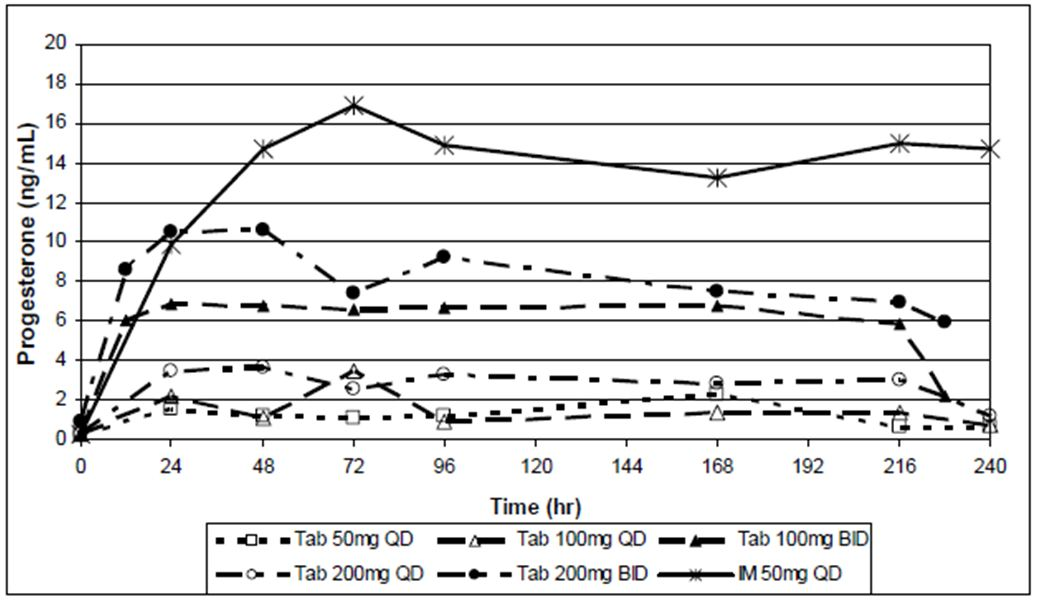 20
18
16
14
12
10
8
6
4
2
0
Progesterone (ng/mL)
0 24 48 72 96 120 144 168 192 216 240
Time (hr)
Tab 50mg QD Tab 100mg QD Tab 100mg BID
Tab 200mg QD Tab 200mg BID IM 50mg QD